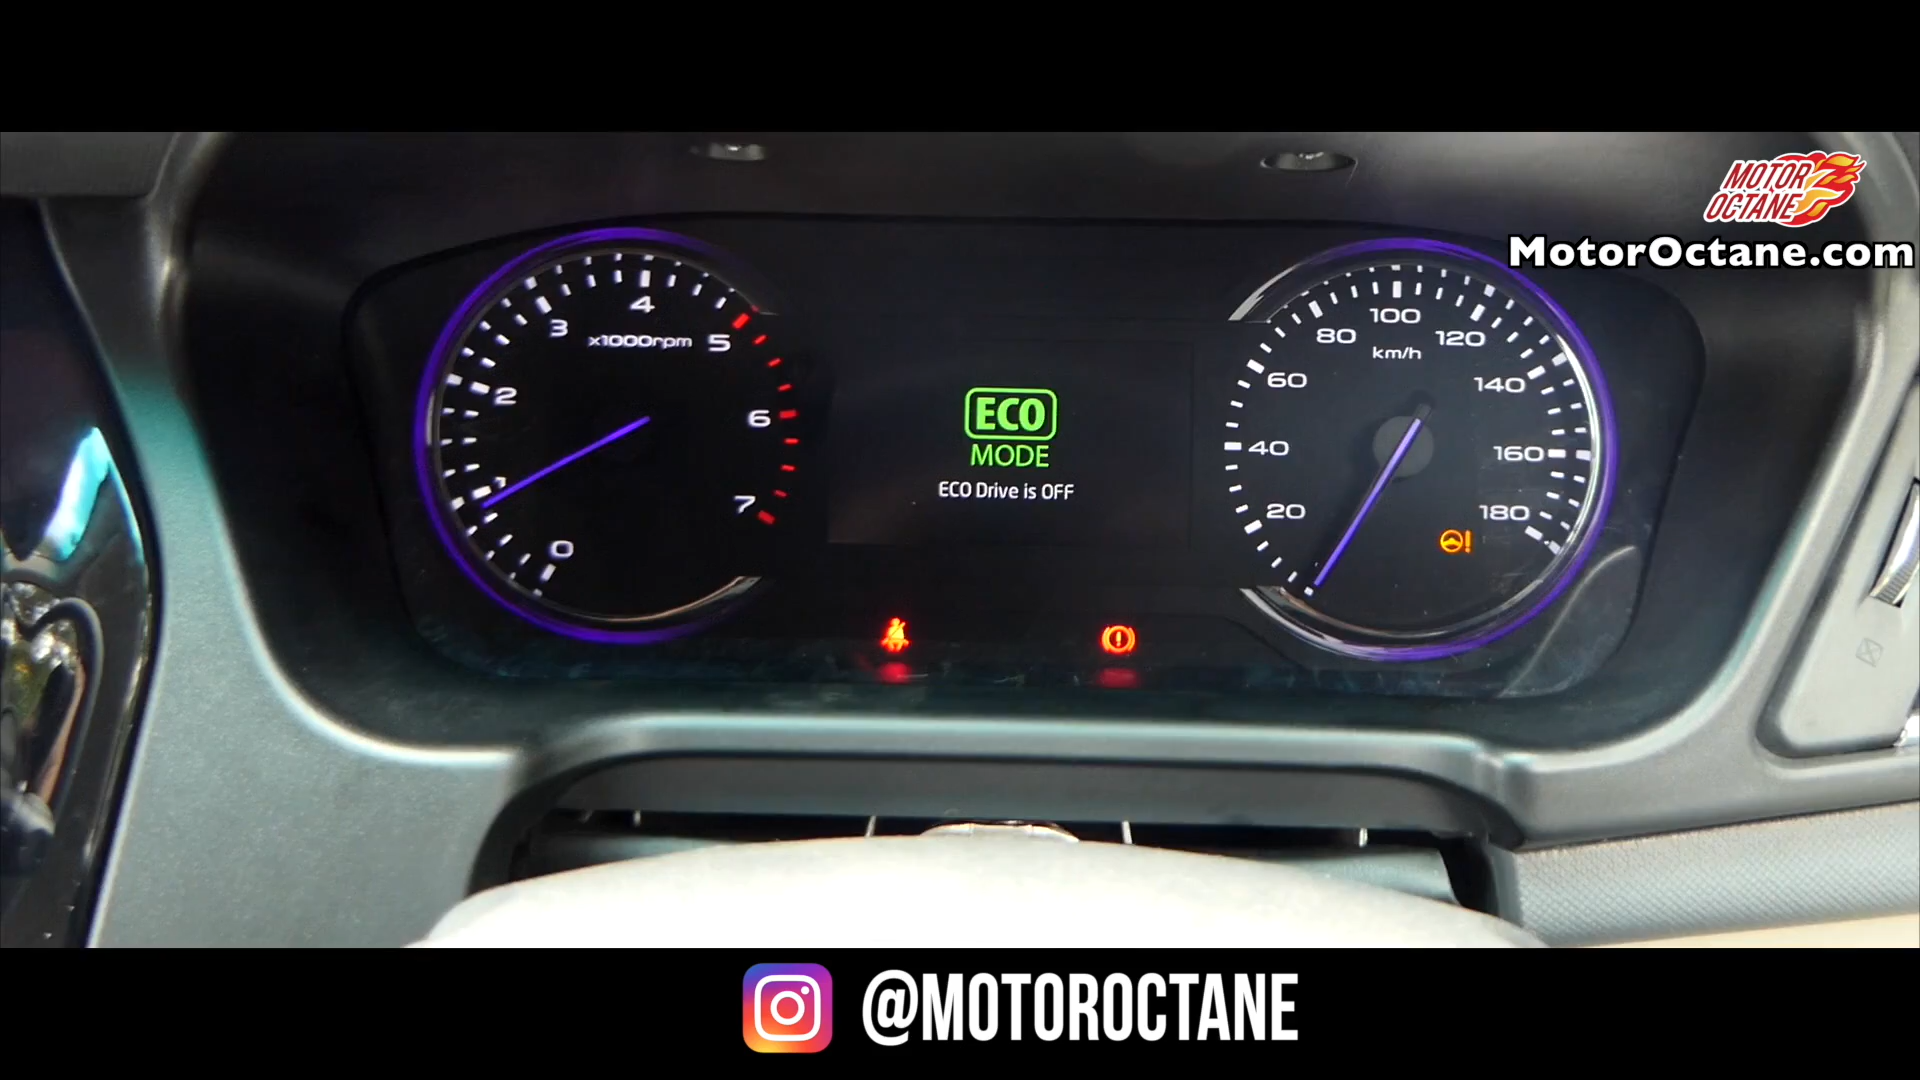 MOTOR
OCTANE
MotorOctane.com
4
3
x1000rpm
5
2
6
1
7
0
ECO
MODE
ECO Drive is OFF
100
80
120
km/h
60
140
40
160
20
180
@MOTOROCTANE